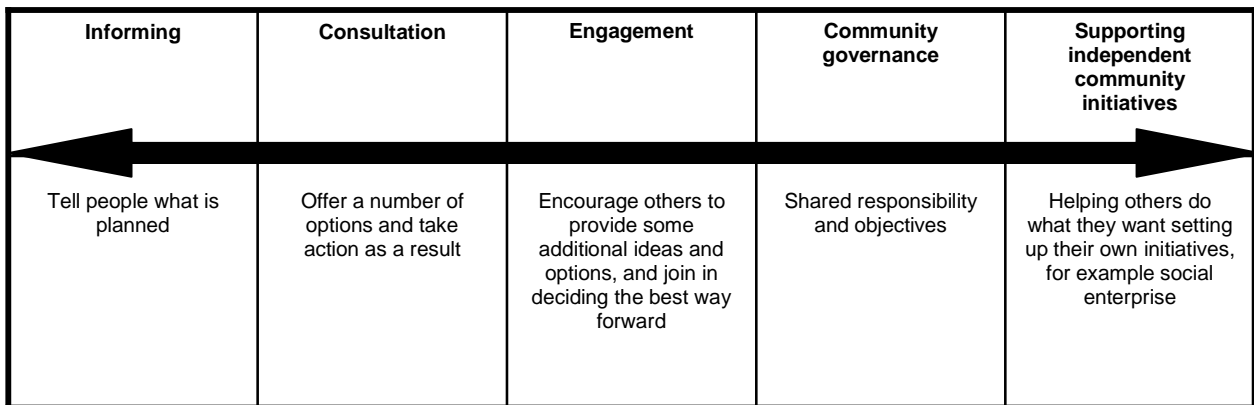 Informing
Consultation
Engagement
Community
governance
Supporting
independent
community
initiatives
Tell people what is
planned
Offer a number of
options and take
action as a result
Encourage others to
provide some
additional ideas and
options, and join in
deciding the best way
forward
Shared responsibility
and objectives
Helping others do
what they want setting
up their own initiatives,
for example social
enterprise